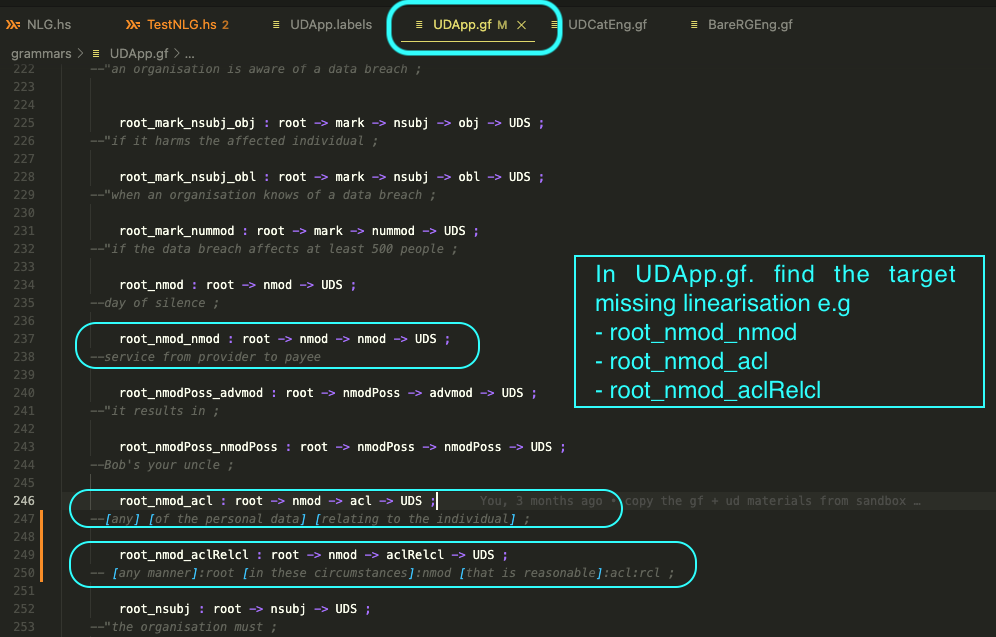 NLG.hs TestNLG.hs 2 UDApp.labels UDApp.gf M UDCatEng.gf BareRGEng.gf
grammars > UDApp.gf > ...
222 --"an organisation is aware of a data breach ;
223
224
225 root_mark_nsubj_obj : root -> mark -> nsubj -> obj -> UDS ;
226 --"if it harms the affected individual ;
227
228 root_mark_nsubj_obl : root -> mark -> nsubj -> obl -> UDS ;
229 --"when an organisation knows of a data breach ;
230
231 root_mark_nummod : root -> mark -> nummod -> UDS ;
232 --"if the data breach affects at least 500 people ;
233
234 root_nmod : root -> nmod -> UDS ;
235 --day of silence ;
236
237 root_nmod_nmod : root -> nmod -> nmod -> UDS ;
238 --service from provider to payee
239
240 root_nmodPoss_advmod : root -> nmodPoss -> advmod -> UDS ;
241 --"it results in ;
242
243 root_nmodPoss_nmodPoss : root -> nmodPoss -> nmodPoss -> UDS ;
244 --Bob's your uncle ;
245
246 root_nmod_acl : root -> nmod -> acl -> UDS ; You, 3 months ago • copy the gf + ud materials from sandbox …
247 --[any] [of the personal data] [relating to the individual] ;
248
249 root_nmod_aclRelcl : root -> nmod -> aclRelcl -> UDS ;
250 -- [any manner]:root [in these circumstances]:nmod [that is reasonable]:acl:rcl ;
251
252 root_nsubj : root -> nsubj -> UDS ;
253 --"the organisation must ;
In UDApp.gf. find the target
missing linearisation e.g
- root_nmod_nmod
- root_nmod_acl
- root_nmod_aclRelcl